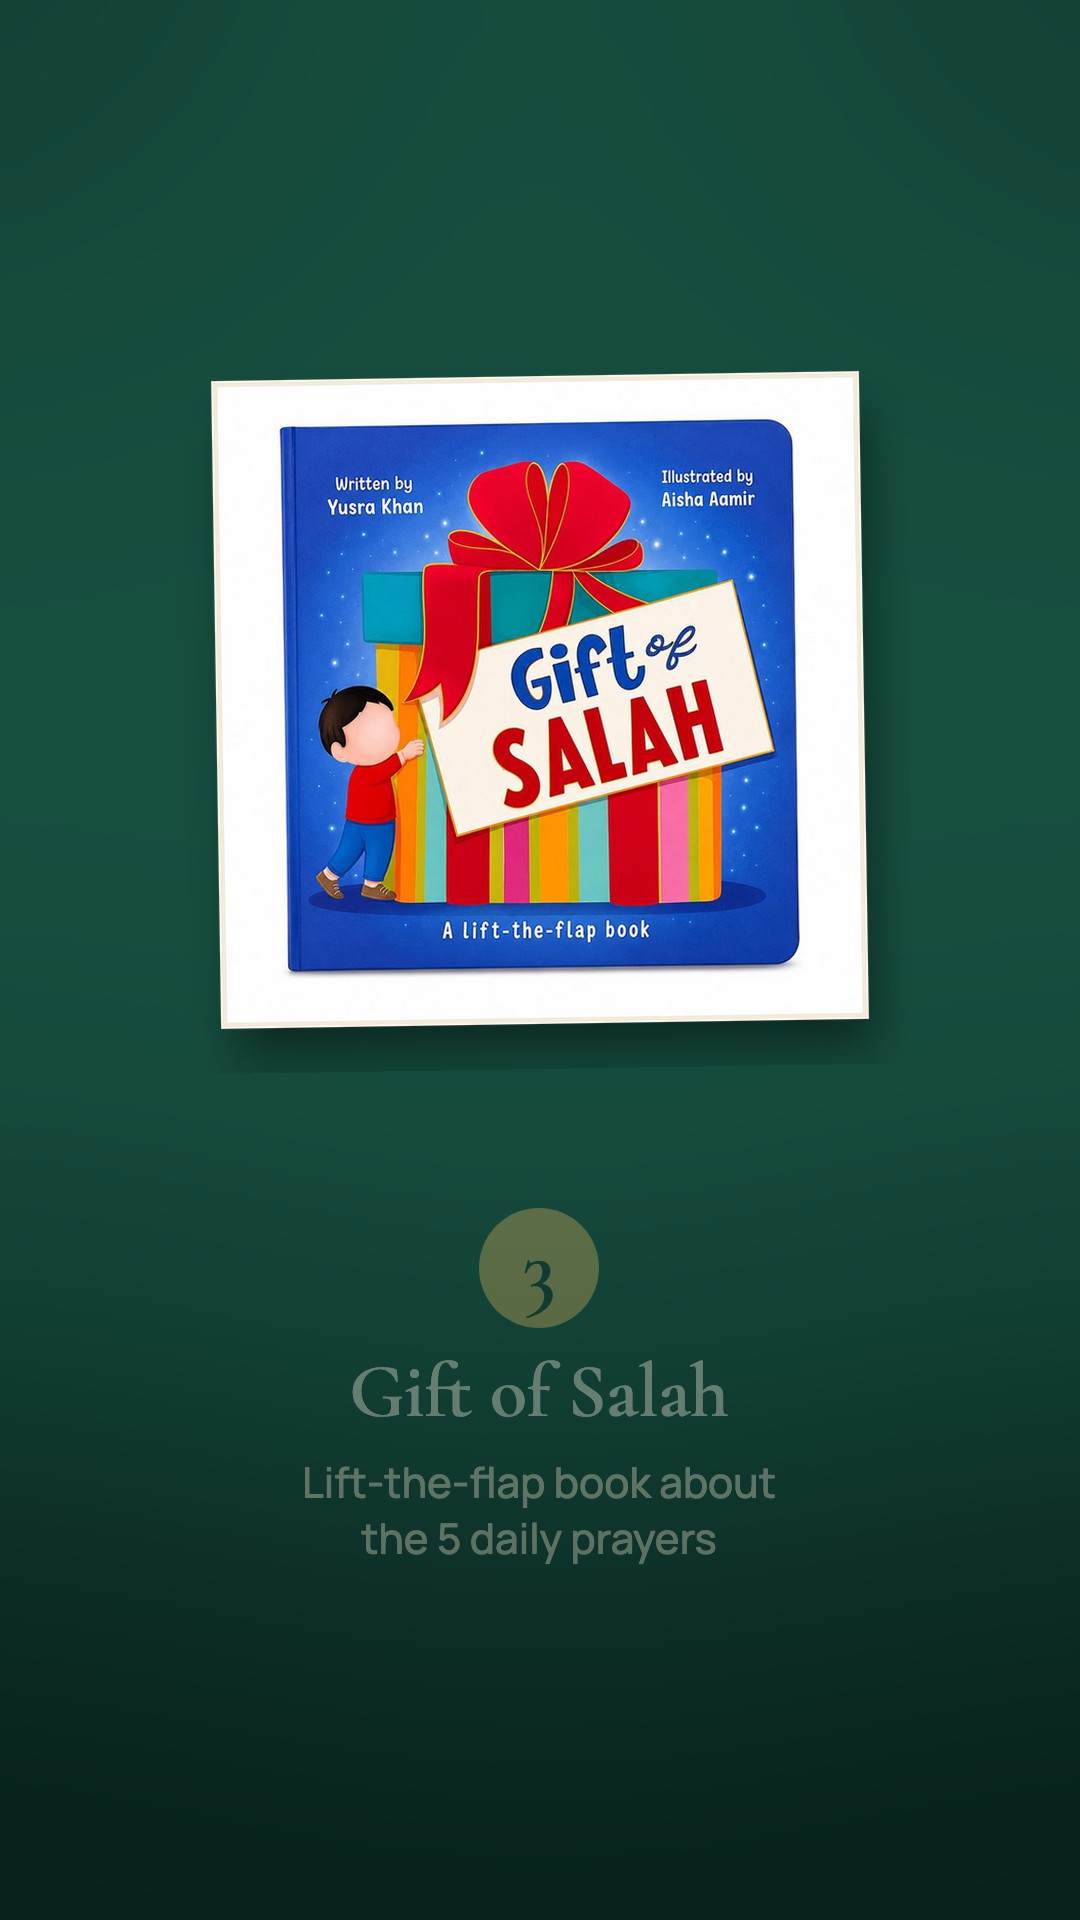 Written by
Yusra Khan
Illustrated by
Aisha Aamir
Gift of
SALAH
A lift-the-flap book
3
Gift of Salah
Lift-the-flap book about
the 5 daily prayers